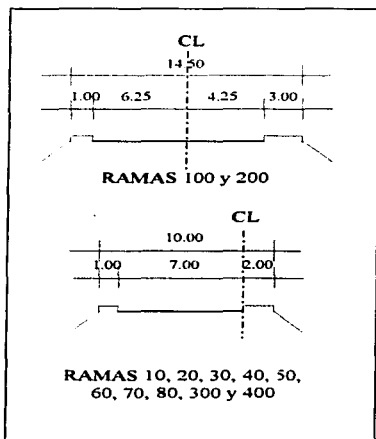 CL
14.50
1.00 6.25 4.25 3.00
RAMAS 100 y 200
CL
10.00
1.00 7.00 2.00
RAMAS 10, 20, 30, 40, 50,
60, 70, 80, 300 y 400